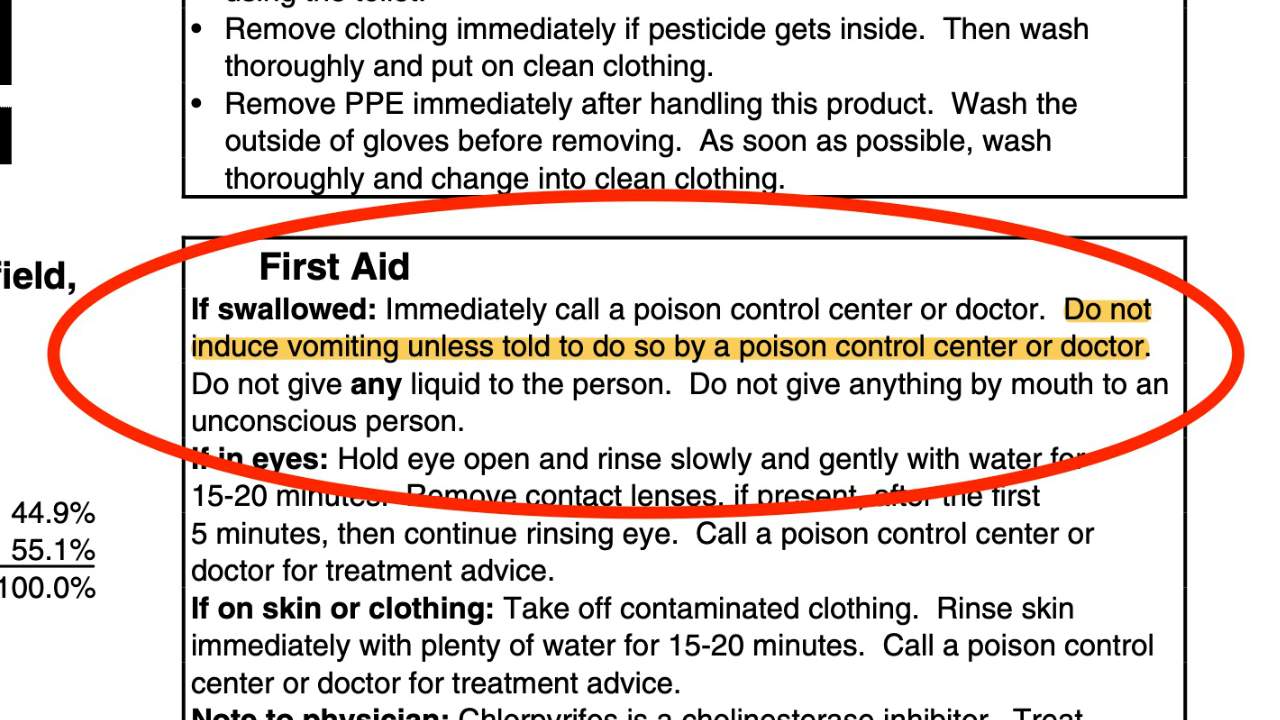 • Remove clothing immediately if pesticide gets inside. Then wash
thoroughly and put on clean clothing.
• Remove PPE immediately after handling this product. Wash the
outside of gloves before removing. As soon as possible, wash
thoroughly and change into clean clothing.
First Aid
If swallowed: Immediately call a poison control center or doctor. Do not
induce vomiting unless told to do so by a poison control center or doctor.
Do not give any liquid to the person. Do not give anything by mouth to an
unconscious person.
If in eyes: Hold eye open and rinse slowly and gently with water for
15-20 minutes. Remove contact lenses, if present, after the first
5 minutes, then continue rinsing eye. Call a poison control center or
doctor for treatment advice.
If on skin or clothing: Take off contaminated clothing. Rinse skin
immediately with plenty of water for 15-20 minutes. Call a poison control
center or doctor for treatment advice.
Note to physician: Chlorpyrifos is a cholinesterase inhibitor. Treat
44.9%
55.1%
100.0%